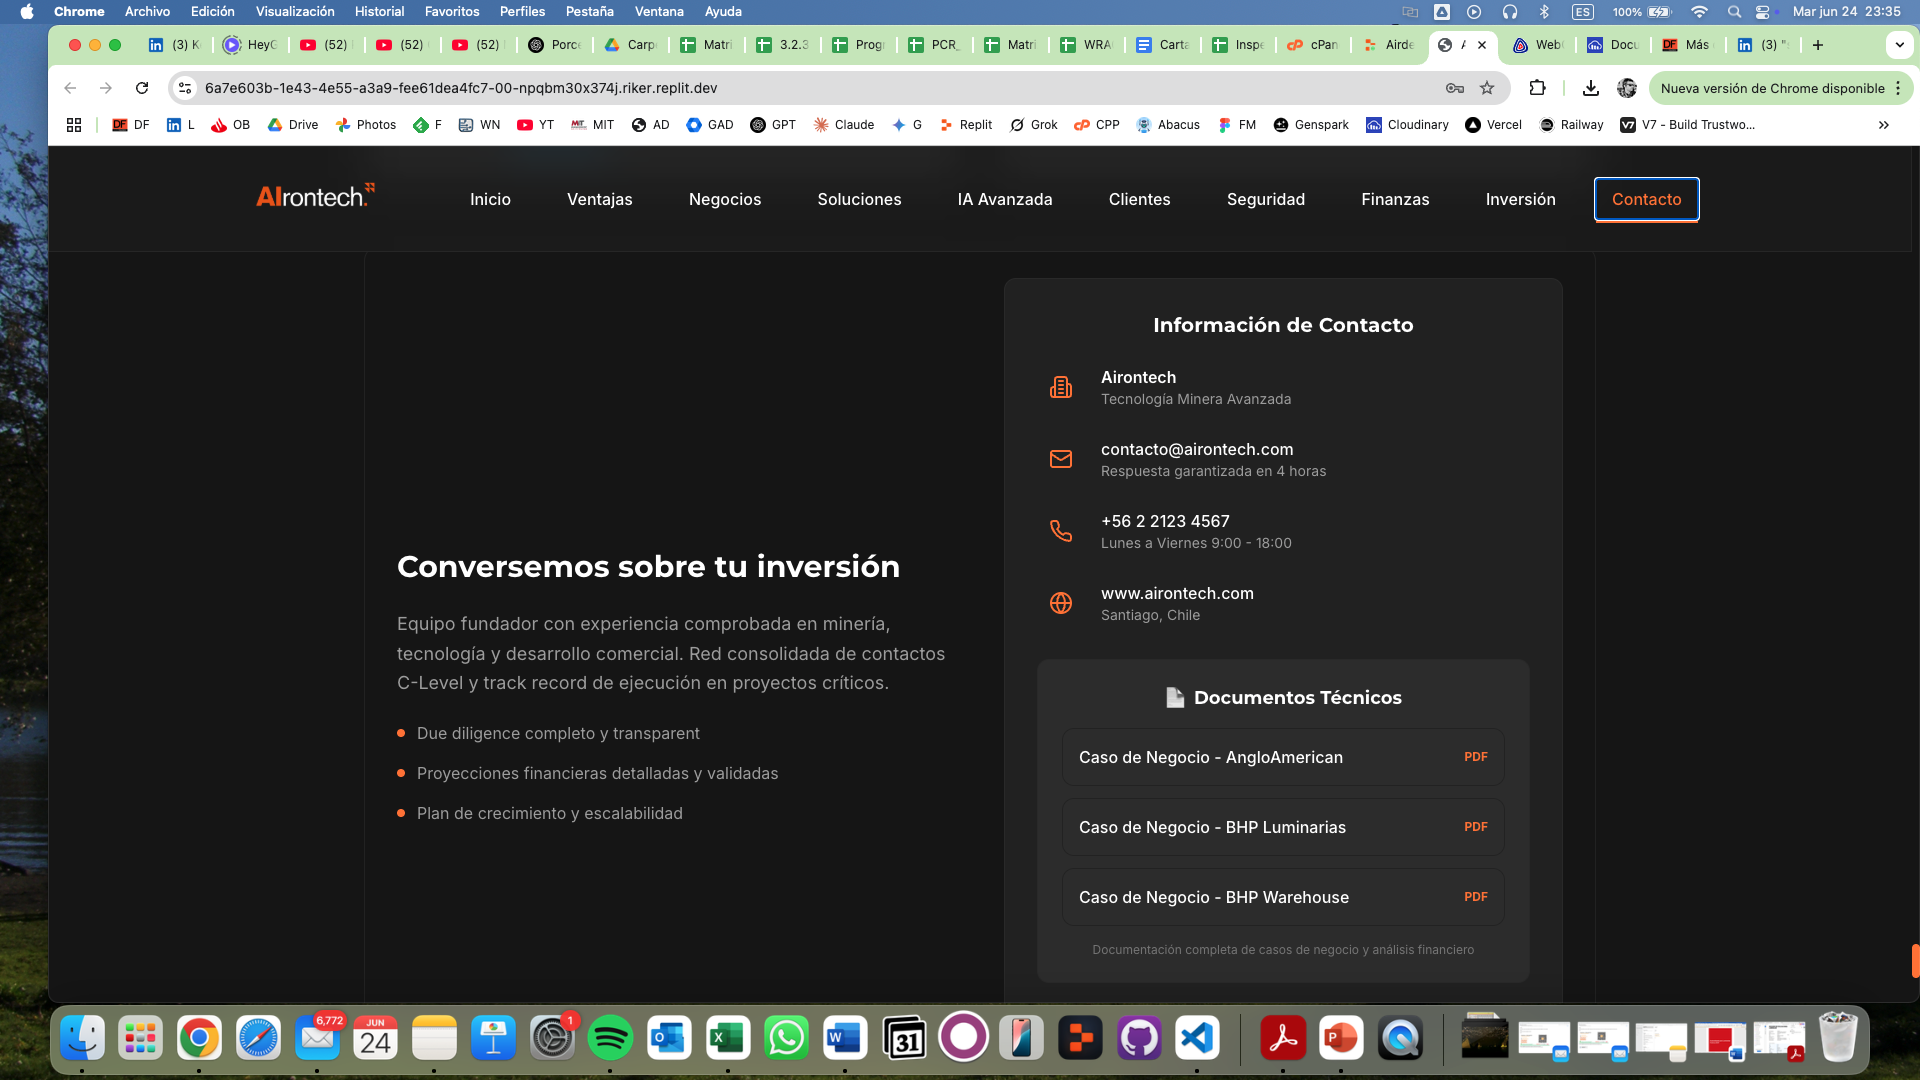 Chrome Archivo Edición Visualización Historial Favoritos Perfiles Pestaña Ventana Ayuda ES 100% Mar jun 24 23:35
(3) K HeyG (52) (52) (52) Porce Carp Matri 3.2.3 Progr PCR_ Matri WRA Carta Inspe cPan Airde A Web Docu Más (3) "
6a7e603b-1e43-4e55-a3a9-fee61dea4fc7-00-npqbm30x374j.riker.replit.dev Nueva versión de Chrome disponible
DF L OB Drive Photos F WN YT MIT AD GAD GPT Claude G Replit Grok CPP Abacus FM Genspark Cloudinary Vercel Railway V7 - Build Trustwo...
AIrontech. Inicio Ventajas Negocios Soluciones IA Avanzada Clientes Seguridad Finanzas Inversión Contacto
Conversemos sobre tu inversión
Equipo fundador con experiencia comprobada en minería,
tecnología y desarrollo comercial. Red consolidada de contactos
C-Level y track record de ejecución en proyectos críticos.
Due diligence completo y transparent
Proyecciones financieras detalladas y validadas
Plan de crecimiento y escalabilidad
Información de Contacto
Airontech
Tecnología Minera Avanzada
contacto@airontech.com
Respuesta garantizada en 4 horas
+56 2 2123 4567
Lunes a Viernes 9:00 - 18:00
www.airontech.com
Santiago, Chile
Documentos Técnicos
Caso de Negocio - AngloAmerican PDF
Caso de Negocio - BHP Luminarias PDF
Caso de Negocio - BHP Warehouse PDF
Documentación completa de casos de negocio y análisis financiero
6,772 JUN 24 1 31